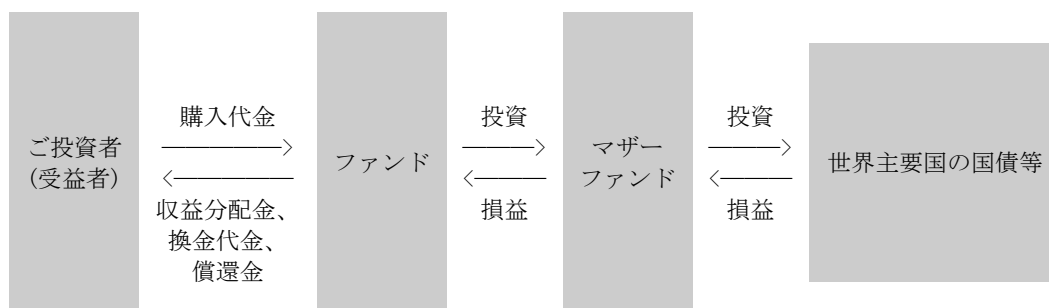 ご投資者
(受益者)
購入代金
収益分配金、
換金代金、
償還金
ファンド
投資
損益
マザー
ファンド
投資
損益
世界主要国の国債等